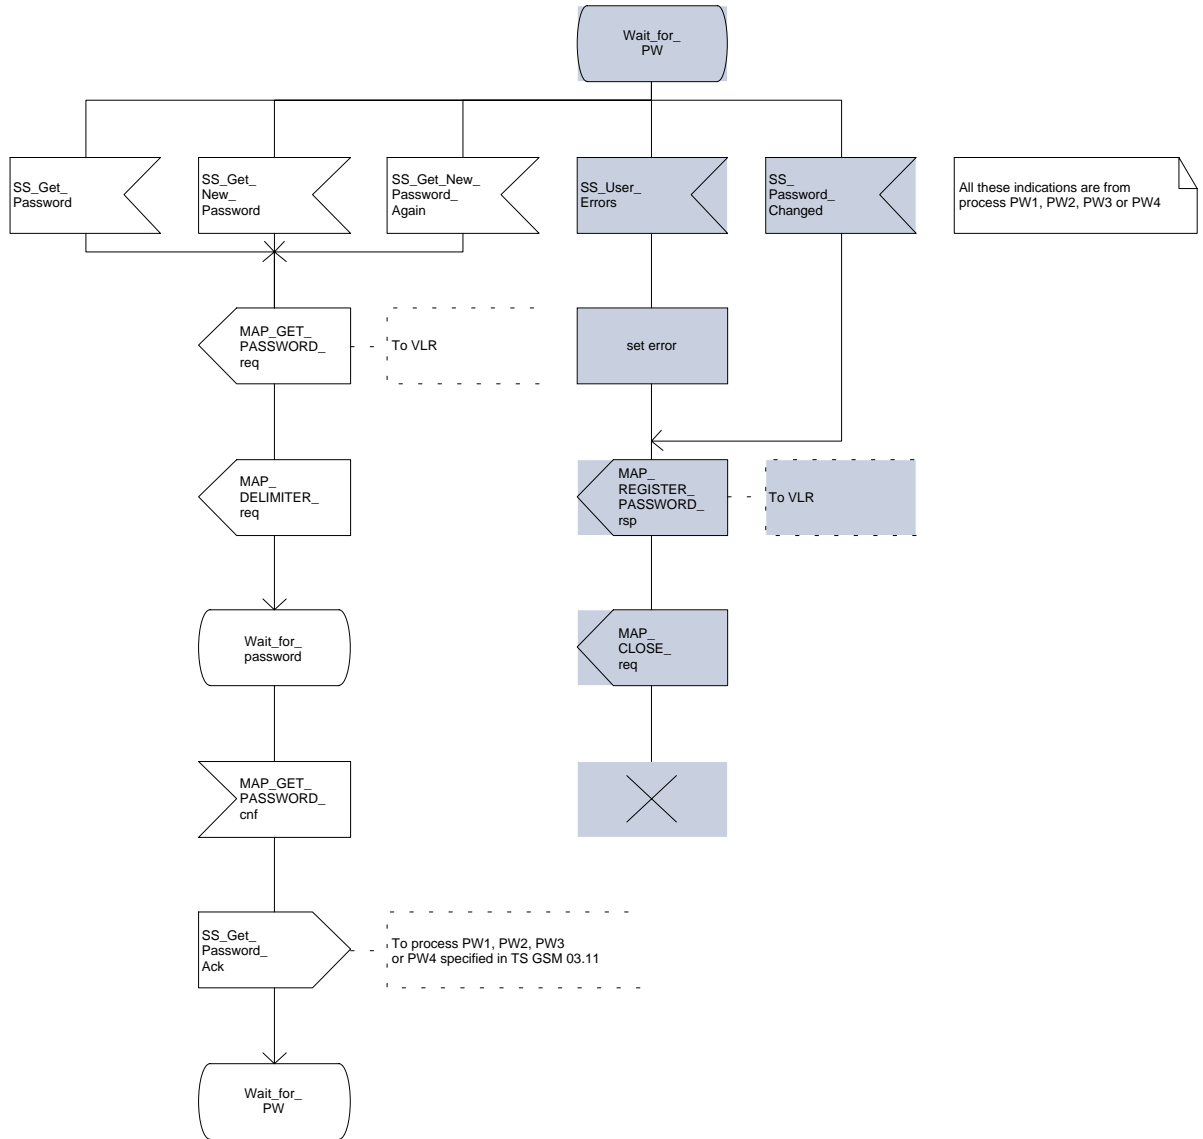 Wait_for_
PW
SS_Get_
Password
SS_Get_
New_
Password
SS_Get_New_
Password_
Again
SS_User_
Errors
SS_
Password_
Changed
All these indications are from
process PW1, PW2, PW3 or PW4
MAP_GET_
PASSWORD_
req
To VLR
set error
MAP_
DELIMITER_
req
MAP_
REGISTER_
PASSWORD_
rsp
To VLR
Wait_for_
password
MAP_
CLOSE_
req
MAP_GET_
PASSWORD_
cnf
SS_Get_
Password_
Ack
To process PW1, PW2, PW3
or PW4 specified in TS GSM 03.11
Wait_for_
PW